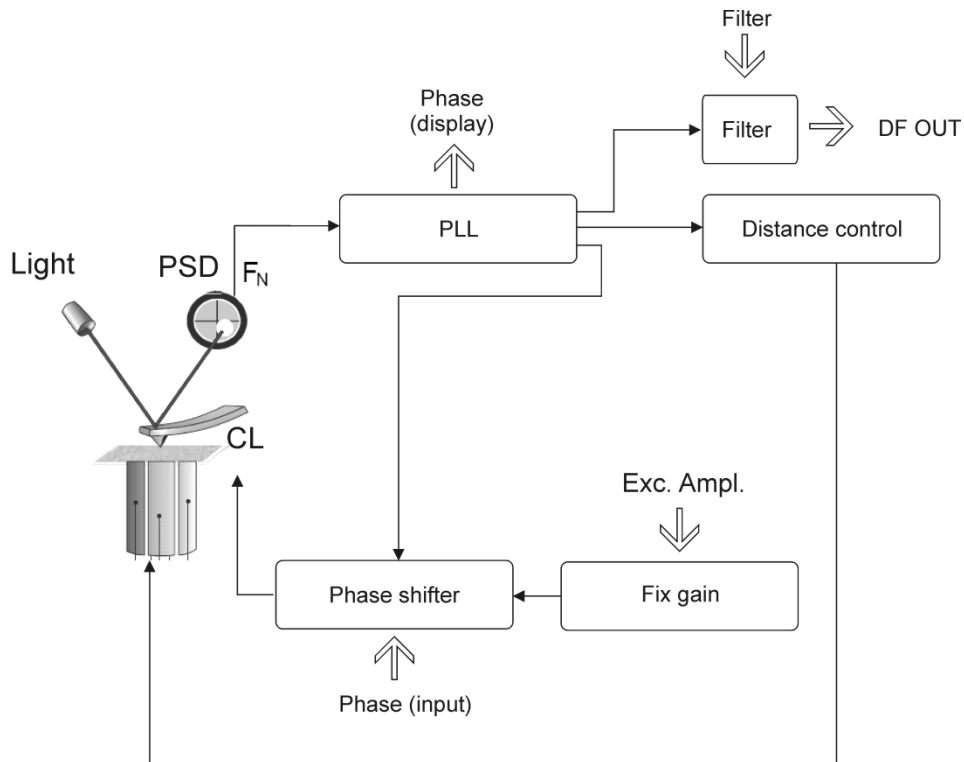 Filter
Phase
(display)
Filter
DF OUT
PLL
Distance control
Light
PSD
F_N
CL
Exc. Ampl.
Phase shifter
Fix gain
Phase (input)